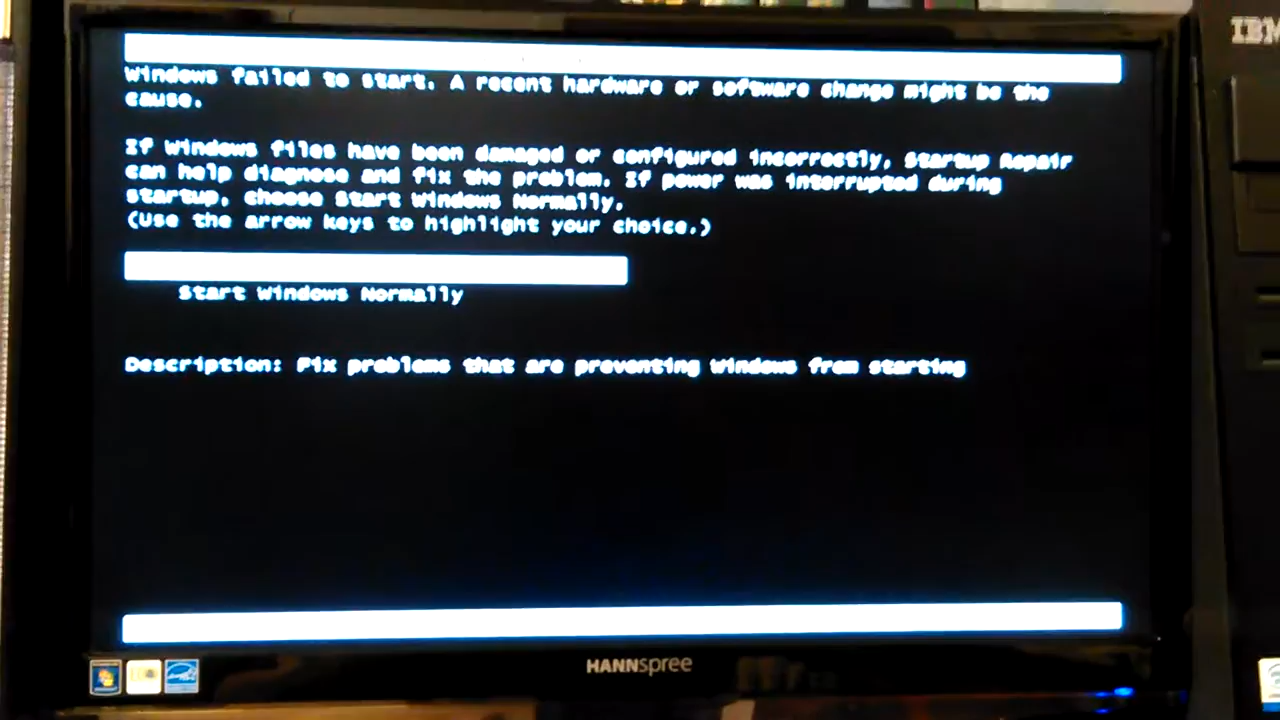 IBM
Windows failed to start. A recent hardware or software change might be the
cause.
If Windows files have been damaged or configured incorrectly, Startup Repair
can help diagnose and fix the problem. If power was interrupted during
startup, choose Start Windows Normally.
(Use the arrow keys to highlight your choice.)
Start Windows Normally
Description: Fix problems that are preventing Windows from starting
HANNspree